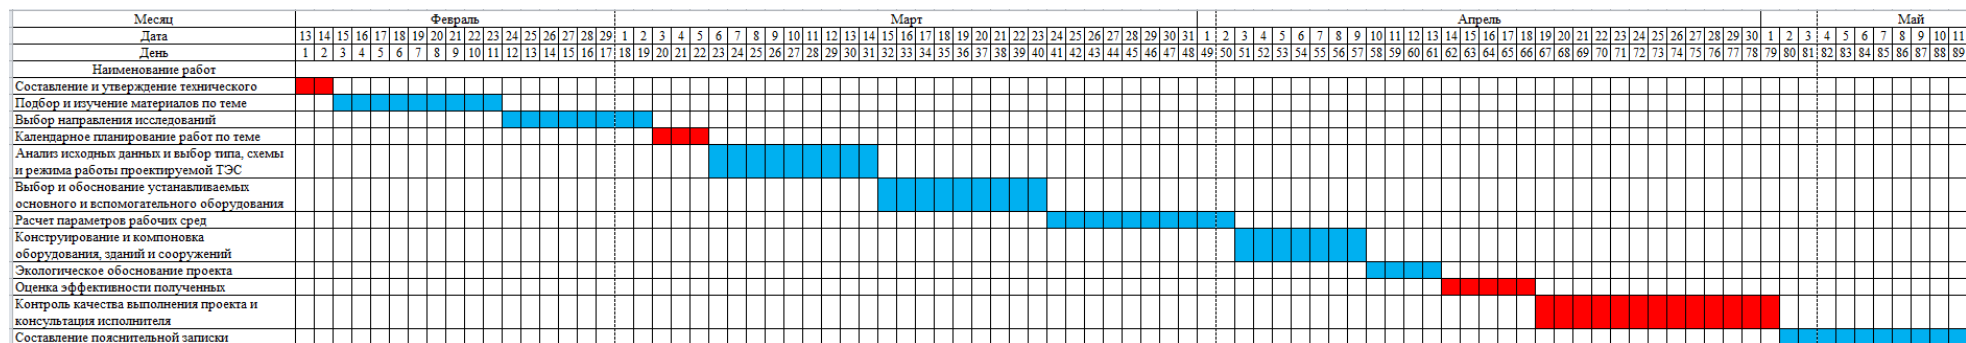 Месяц Февраль Март Апрель Май
Дата 13 14 15 16 17 18 19 20 21 22 23 24 25 26 27 28 29 1 2 3 4 5 6 7 8 9 10 11 12 13 14 15 16 17 18 19 20 21 22 23 24 25 26 27 28 29 30 31 1 2 3 4 5 6 7 8 9 10 11 12 13 14 15 16 17 18 19 20 21 22 23 24 25 26 27 28 29 30 1 2 3 4 5 6 7 8 9 10 11
День 1 2 3 4 5 6 7 8 9 10 11 12 13 14 15 16 17 18 19 20 21 22 23 24 25 26 27 28 29 30 31 32 33 34 35 36 37 38 39 40 41 42 43 44 45 46 47 48 49 50 51 52 53 54 55 56 57 58 59 60 61 62 63 64 65 66 67 68 69 70 71 72 73 74 75 76 77 78 79 80 81 82 83 84 85 86 87 88 89
Наименование работ
Составление и утверждение технического
Подбор и изучение материалов по теме
Выбор направления исследований
Календарное планирование работ по теме
Анализ исходных данных и выбор типа, схемы
и режима работы проектируемой ТЭС
Выбор и обоснование устанавливаемых
основного и вспомогательного оборудования
Расчет параметров рабочих сред
Конструирование и компоновка
оборудования, зданий и сооружений
Экологическое обоснование проекта
Оценка эффективности полученных
Контроль качества выполнения проекта и
консультация исполнителя
Составление пояснительной записки